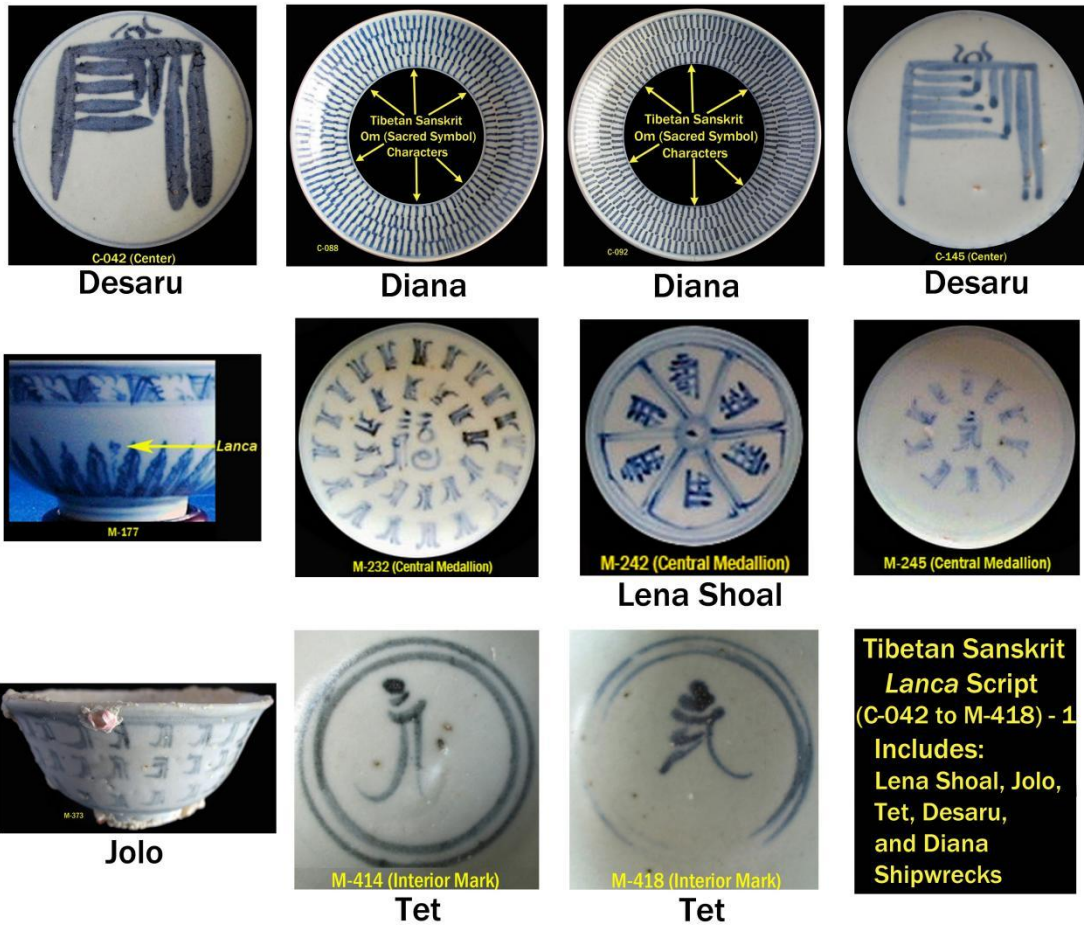 Tibetan Sanskrit
Om (Sacred Symbol)
Characters
Tibetan Sanskrit
Om (Sacred Symbol)
Characters
C-042 (Center)
C-088
C-092
C-145 (Center)
Desaru
Diana
Diana
Desaru
Lanca
M-177
M-232 (Central Medallion)
M-242 (Central Medallion)
M-245 (Central Medallion)
Lena Shoal
M-373
Jolo
M-414 (Interior Mark)
Tet
M-418 (Interior Mark)
Tet
Tibetan Sanskrit
Lanca Script
(C-042 to M-418) - 1
Includes:
Lena Shoal, Jolo,
Tet, Desaru,
and Diana
Shipwrecks